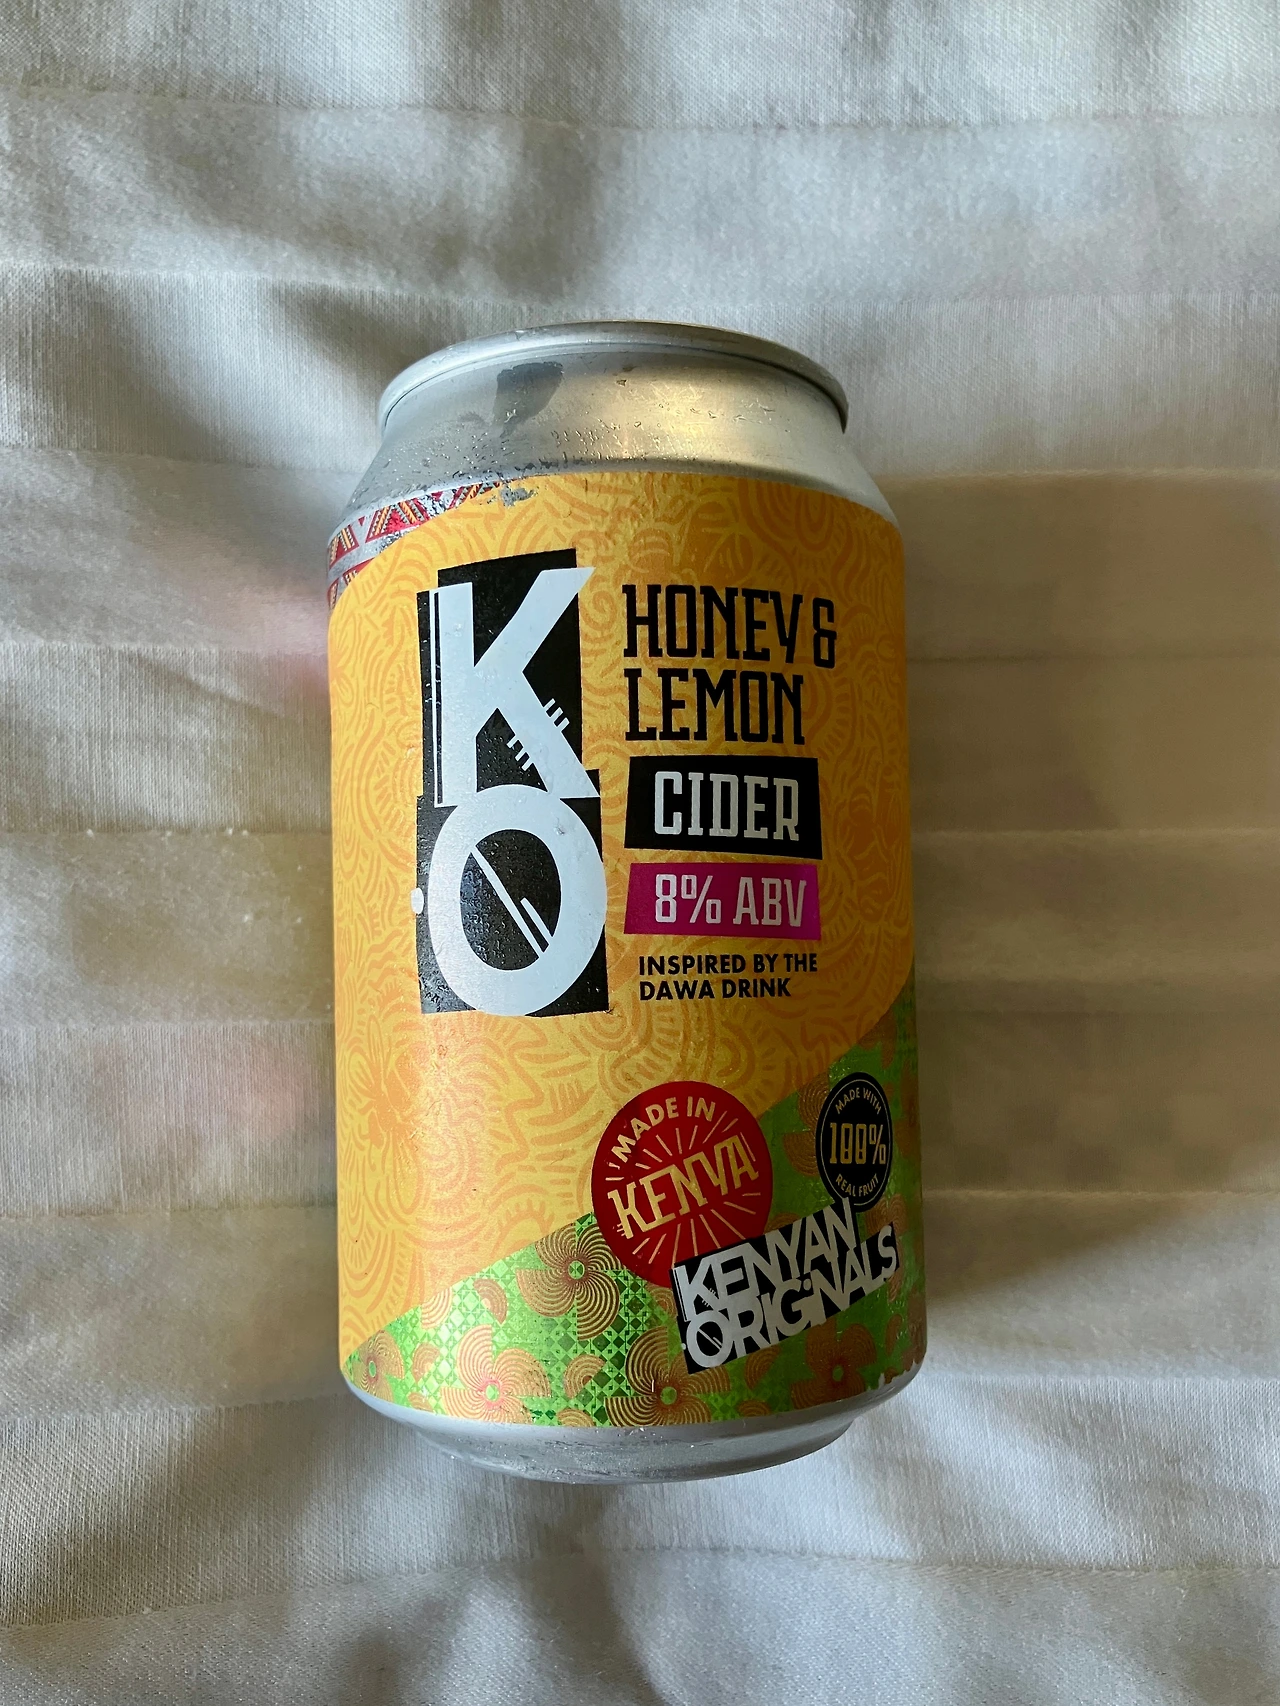 KO
HONEY &
LEMON
CIDER
8% ABV
INSPIRED BY THE
DAWA DRINK
MADE IN
KENYA
MADE WITH
100%
REAL FRUIT
KENYAN
ORIGINALS